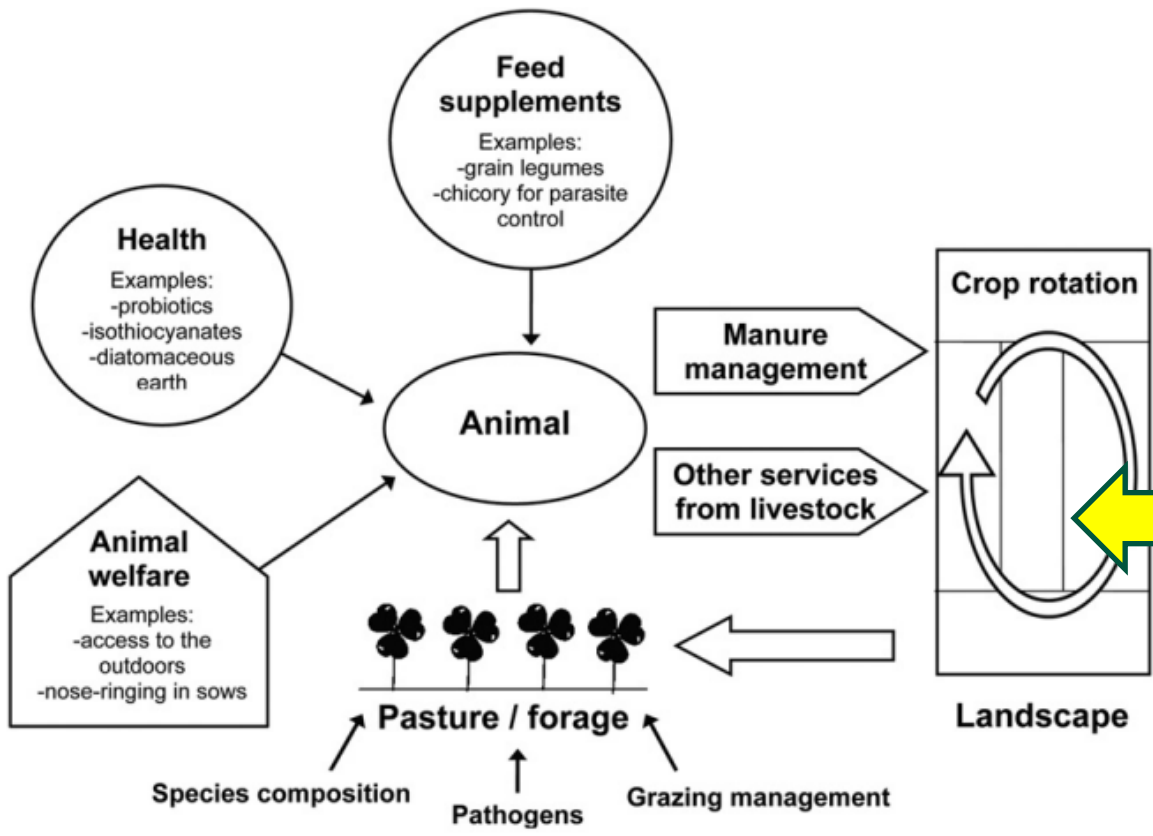 Feed
supplements
Examples:
-grain legumes
-chicory for parasite
control
Health
Examples:
-probiotics
-isothiocyanates
-diatomaceous
earth
Animal
Animal
welfare
Examples:
-access to the
outdoors
-nose-ringing in sows
Manure
management
Other services
from livestock
Crop rotation
Landscape
Pasture / forage
Species composition
Pathogens
Grazing management